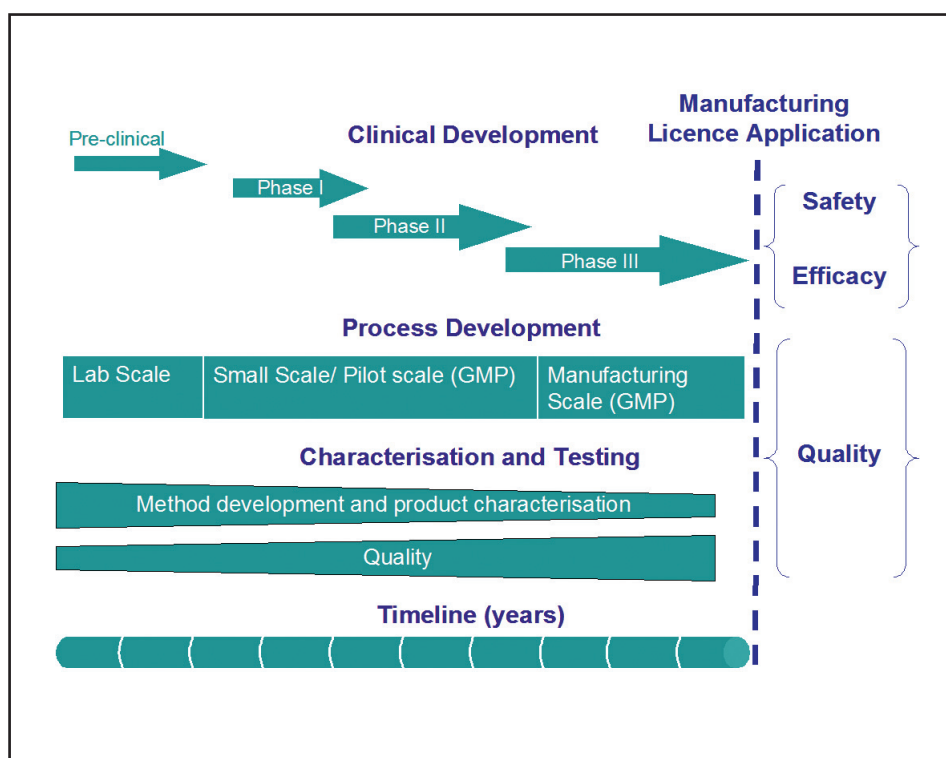 Manufacturing
Licence Application
Clinical Development
Pre-clinical
Phase I
Phase II
Phase III
Safety
Efficacy
Process Development
Lab Scale
Small Scale/ Pilot scale (GMP)
Manufacturing
Scale (GMP)
Characterisation and Testing
Quality
Method development and product characterisation
Quality
Timeline (years)